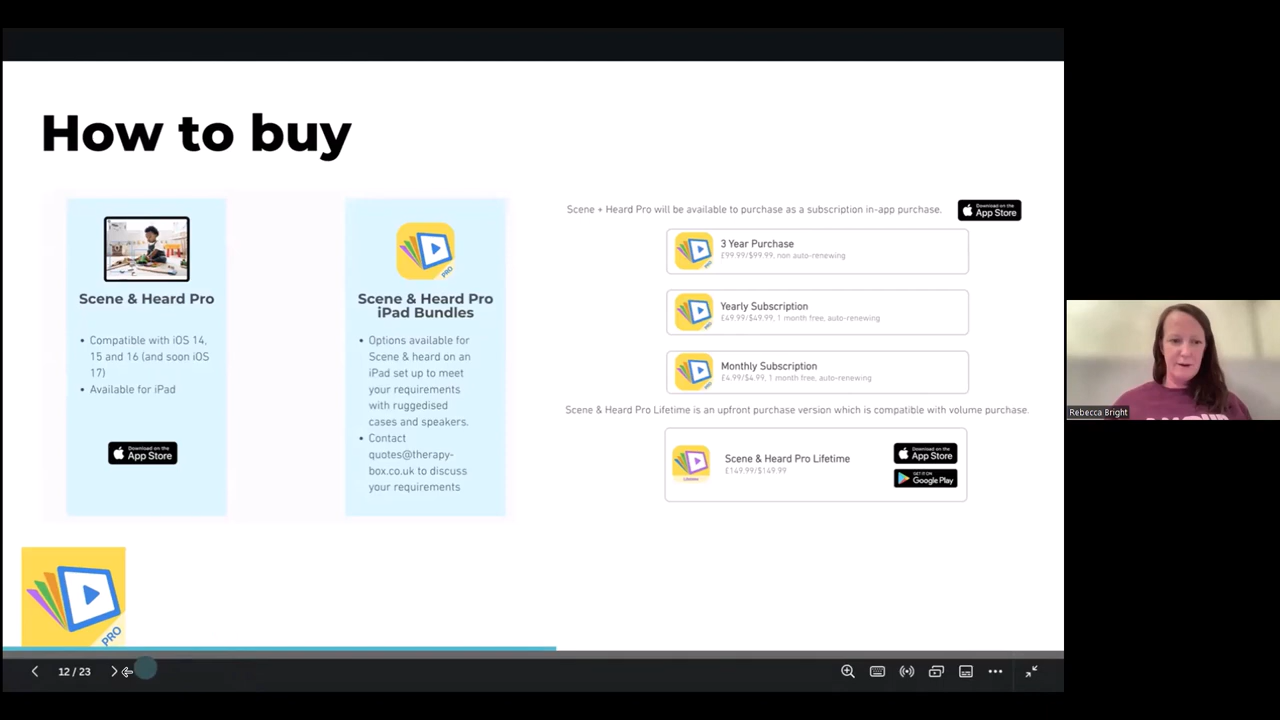 How to buy
Scene & Heard Pro
• Compatible with iOS 14,
15 and 16 (and soon iOS
17)
• Available for iPad
Download on the
App Store
PRO
Scene & Heard Pro
iPad Bundles
• Options available for
Scene & heard on an
iPad set up to meet
your requirements
with ruggedised
cases and speakers.
• Contact
quotes@therapy-
box.co.uk to discuss
your requirements
Scene + Heard Pro will be available to purchase as a subscription in-app purchase.
Download on the
App Store
3 Year Purchase
£99.99/$99.99, non auto-renewing
Yearly Subscription
£49.99/$49.99, 1 month free, auto-renewing
Monthly Subscription
£4.99/$4.99, 1 month free, auto-renewing
Scene & Heard Pro Lifetime is an upfront purchase version which is compatible with volume purchase.
Lifetime
Scene & Heard Pro Lifetime
£149.99/$149.99
Download on the
App Store
GET IT ON
Google Play
PRO
12 / 23
Rebecca Bright